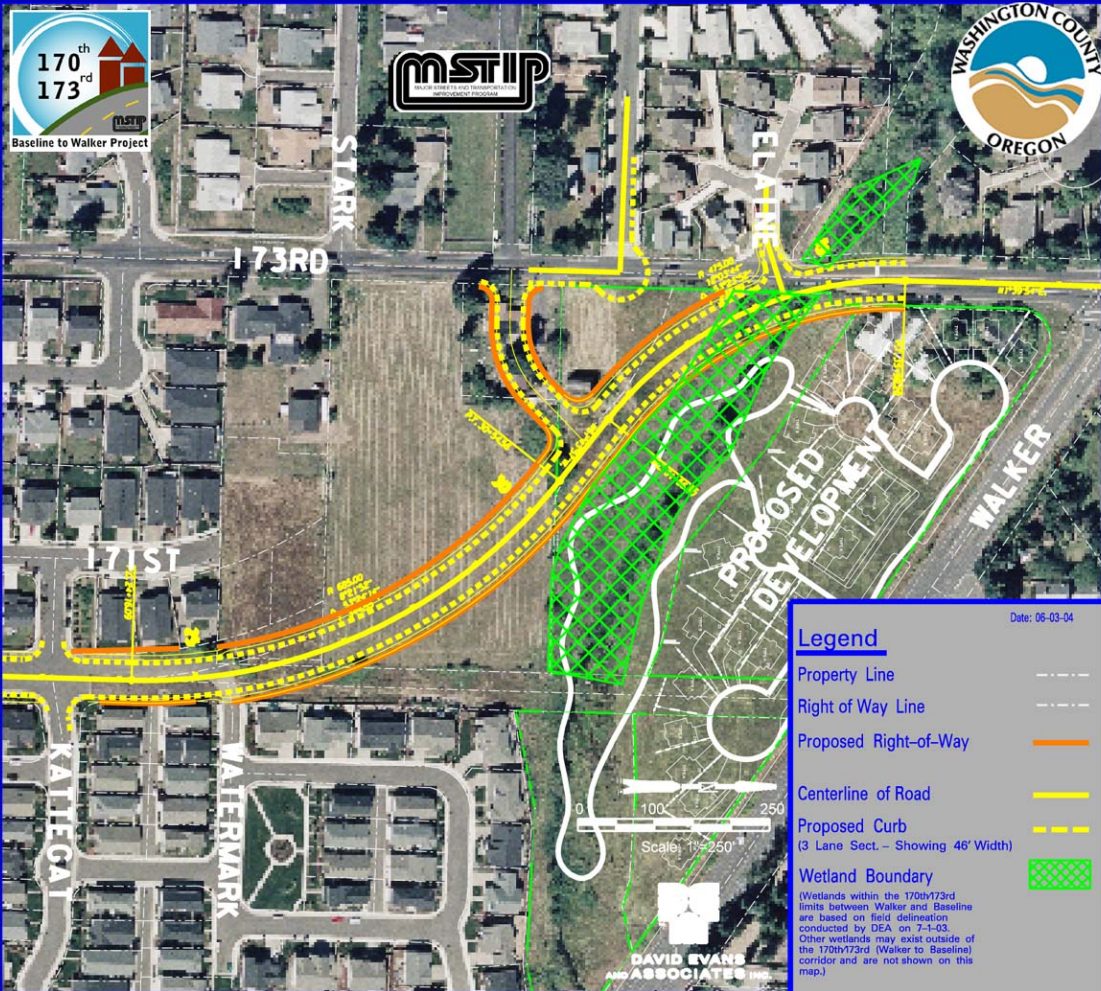 170th
173rd
MSTIP
Baseline to Walker Project
MSTIP
MAJOR STREETS AND TRANSPORTATION
IMPROVEMENT PROGRAM
WASHINGTON COUNTY
OREGON
STARK
ELAINE
173RD
171ST
WALKER
PROPOSED
DEVELOPMENT
KATTEGAT
WATERMARK
0 100 250
Scale: 1"=250'
DAVID EVANS
AND ASSOCIATES INC.
Date: 06-03-04
Legend
Property Line
Right of Way Line
Proposed Right-of-Way
Centerline of Road
Proposed Curb
(3 Lane Sect. - Showing 46' Width)
Wetland Boundary
(Wetlands within the 170th/173rd
limits between Walker and Baseline
are based on field delineation
conducted by DEA on 7-1-03.
Other wetlands may exist outside of
the 170th/173rd (Walker to Baseline)
corridor and are not shown on this
map.)